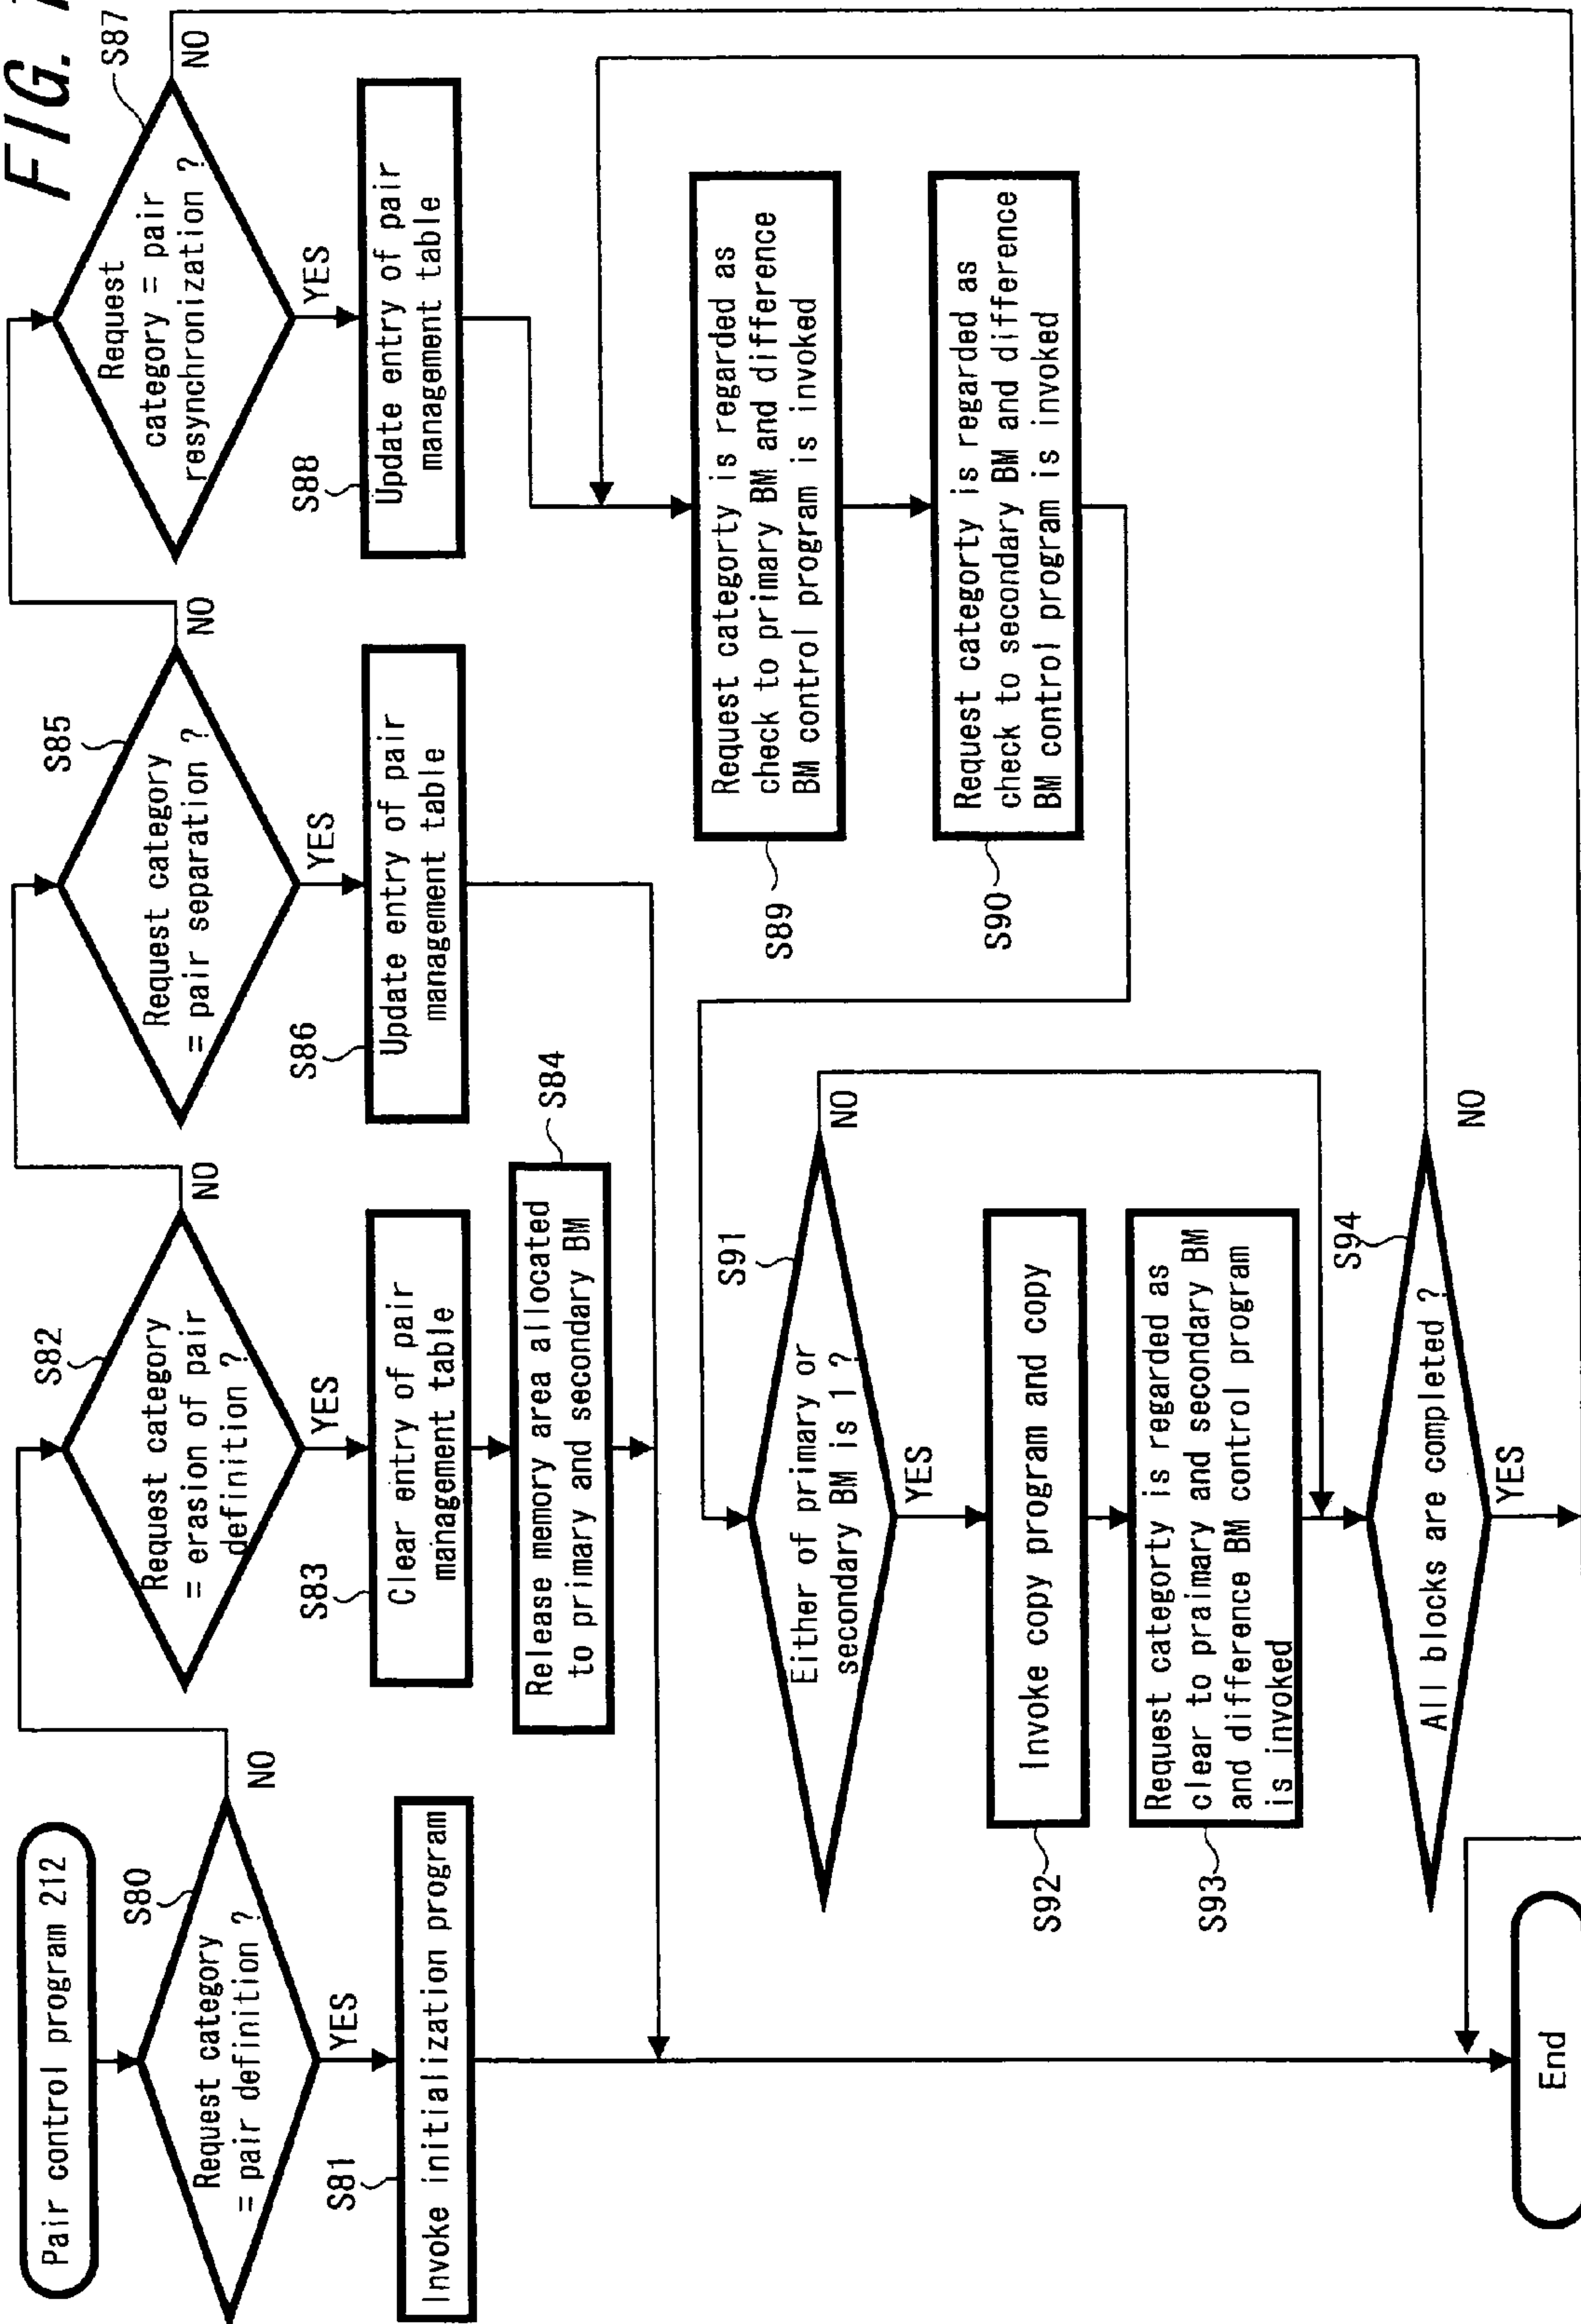 FIG.
Pair control program 212
S80
Request category
= pair definition ?
YES
NO
S81
Invoke initialization program
S82
Request category
= erasion of pair
definition ?
YES
NO
S83
Clear entry of pair
management table
S84
Release memory area allocated
to primary and secondary BM
S85
Request category
= pair separation ?
YES
NO
S86
Update entry of pair
management table
S87
Request
category = pair
resychronization ?
YES
NO
S88
Update entry of pair
management table
S89
Request categorty is regarded as
check to primary BM and difference
BM control program is invoked
S90
Request categorty is regarded as
check to secondary BM and difference
BM control program is invoked
S91
Either of primary or
secondary BM is 1 ?
YES
NO
S92
Invoke copy program and copy
S93
Request categorty is regarded as
clear to praimary and secondary BM
and difference BM control program
is invoked
S94
All blocks are completed ?
YES
NO
End